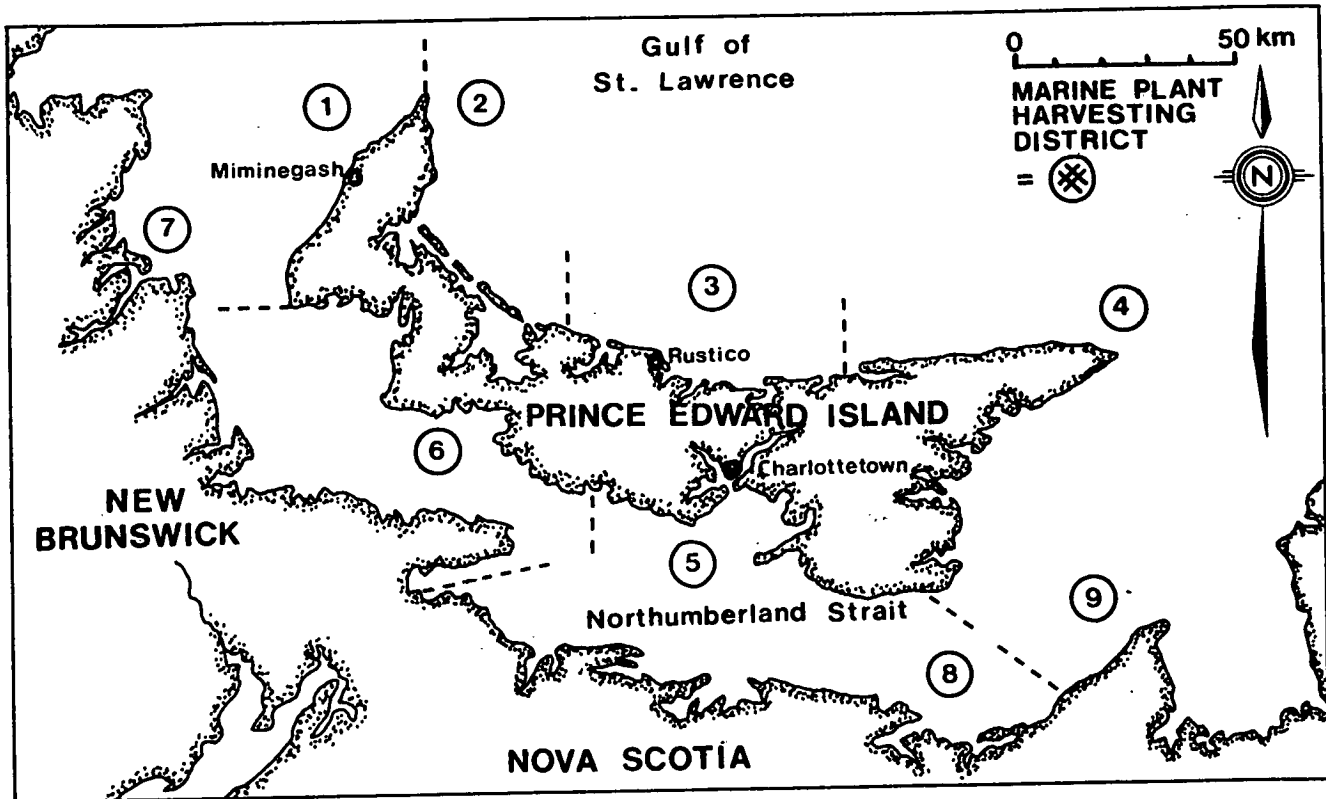 Gulf of
St. Lawrence
0 50 km
MARINE PLANT
HARVESTING
DISTRICT
=
N
1
2
Miminegash
7
3
4
Rustico
PRINCE EDWARD ISLAND
Charlottetown
6
NEW
BRUNSWICK
5
Northumberland Strait
9
8
NOVA SCOTIA